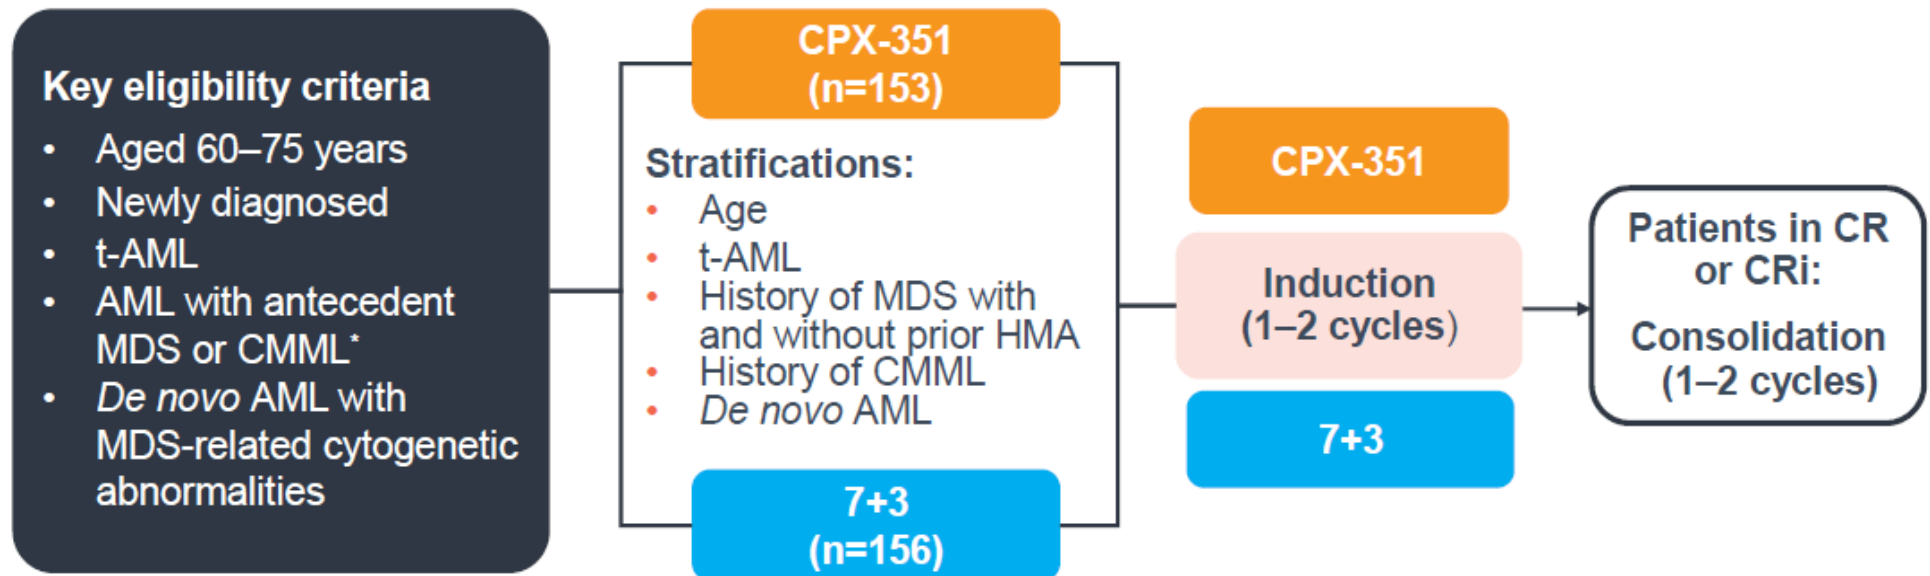 Key eligibility criteria
• Aged 60–75 years
• Newly diagnosed
• t-AML
• AML with antecedent
MDS or CMML*
• De novo AML with
MDS-related cytogenetic
abnormalities
CPX-351
(n=153)
Stratifications:
• Age
• t-AML
• History of MDS with
and without prior HMA
• History of CMML
• De novo AML
7+3
(n=156)
CPX-351
Induction
(1–2 cycles)
7+3
Patients in CR
or CRi:
Consolidation
(1–2 cycles)